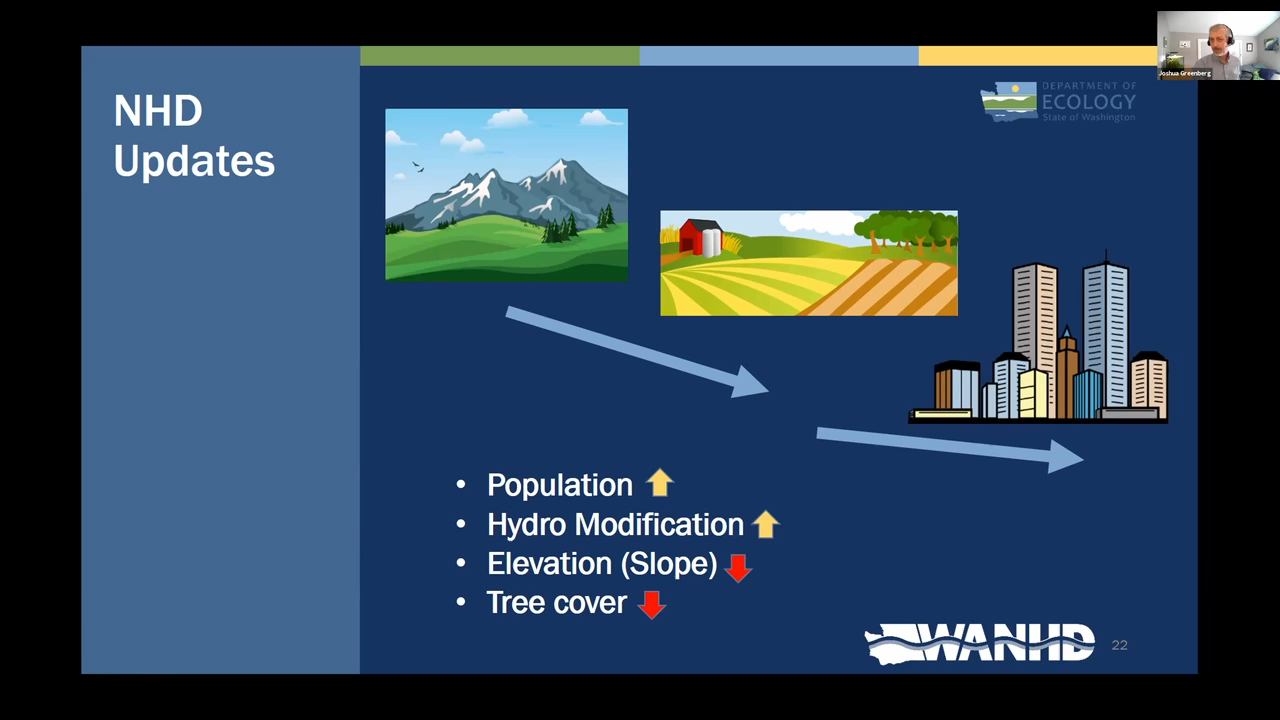 NHD
Updates
DEPARTMENT OF
ECOLOGY
State of Washington
Joshua Greenberg
• Population
• Hydro Modification
• Elevation (Slope)
• Tree cover
WANHD
22